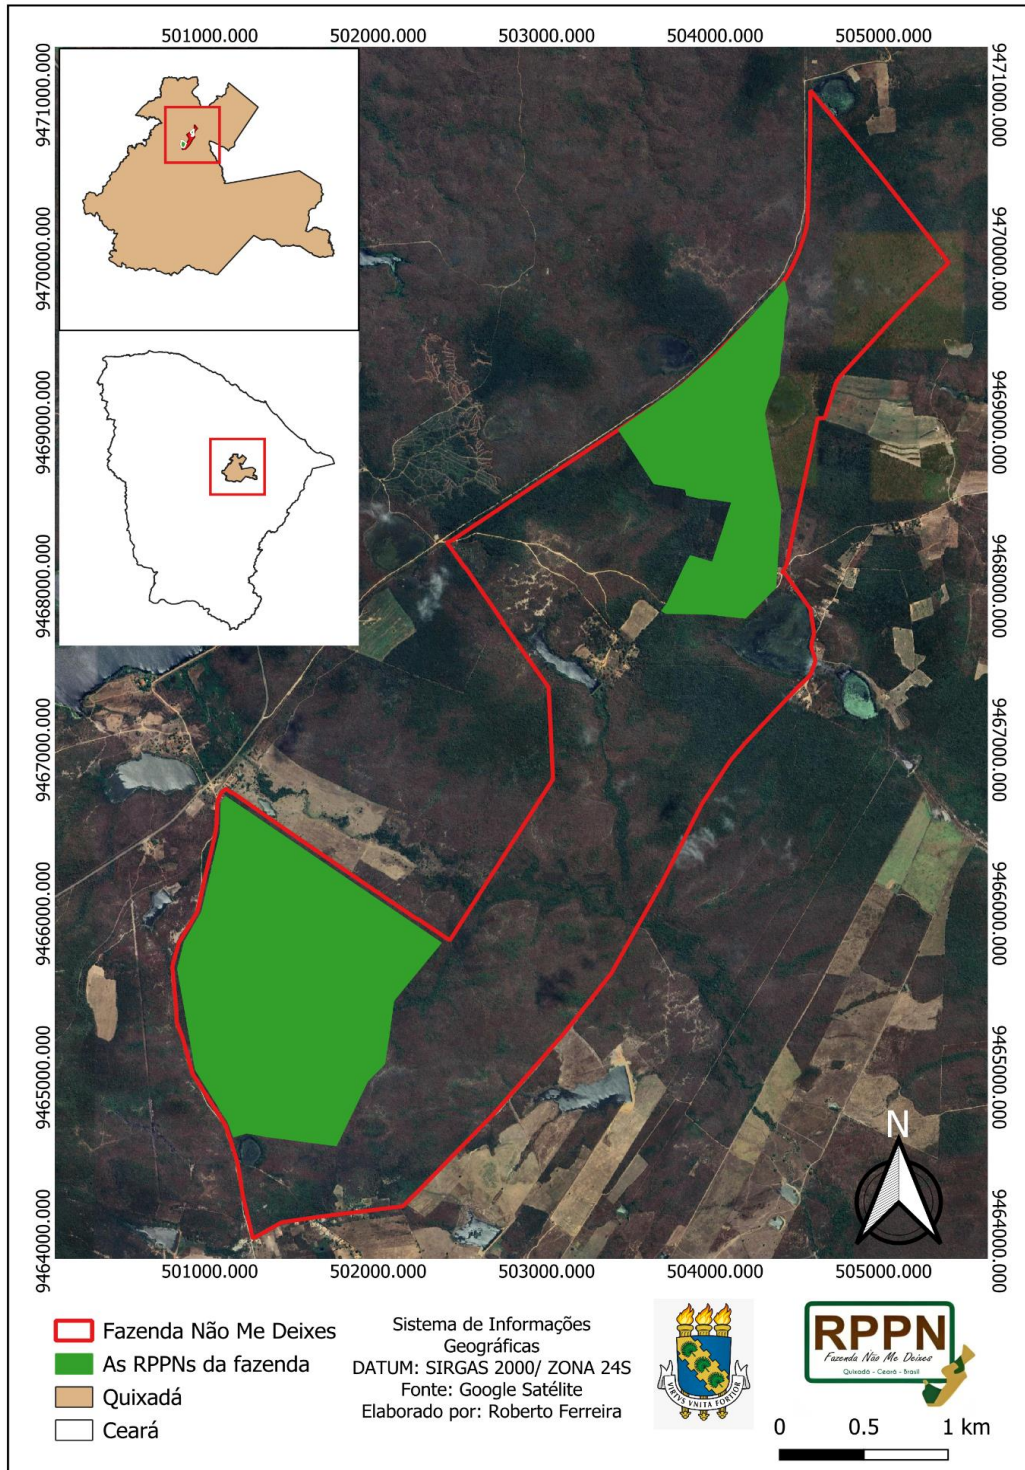 501000.000 502000.000 503000.000 504000.000 505000.000
9471000.000
9470000.000
9469000.000
9468000.000
9467000.000
9466000.000
9465000.000
9464000.000
9471000.000
9470000.000
9469000.000
9468000.000
9467000.000
9466000.000
9465000.000
9464000.000
N
501000.000 502000.000 503000.000 504000.000 505000.000
Fazenda Não Me Deixes
As RPPNs da fazenda
Quixadá
Ceará
Sistema de Informações
Geográficas
DATUM: SIRGAS 2000/ ZONA 24S
Fonte: Google Satélite
Elaborado por: Roberto Ferreira
VIRTVS VNITA FORTIOR
RPPN
Fazenda Não Me Deixes
Quixadá - Ceará - Brasil
0 0.5 1 km